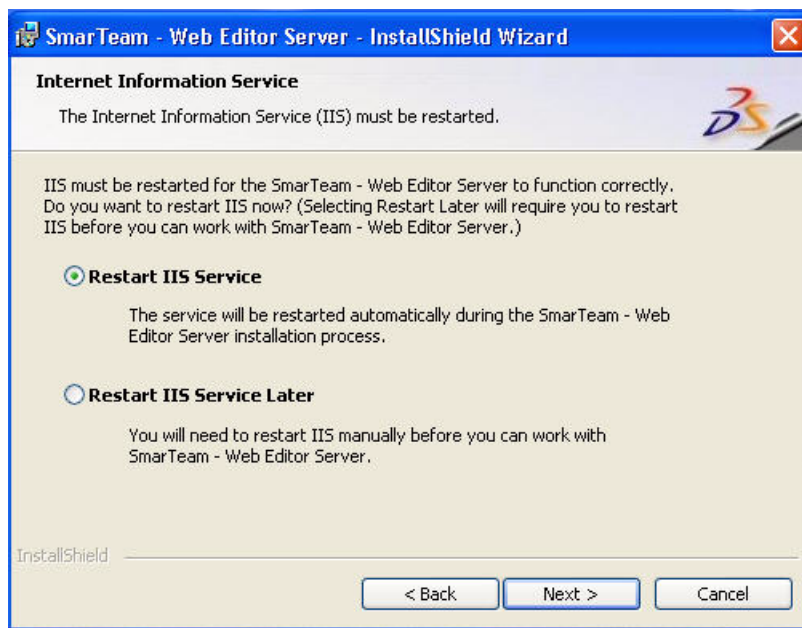 SmarTeam - Web Editor Server - InstallShield Wizard
Internet Information Service
The Internet Information Service (IIS) must be restarted.
IIS must be restarted for the SmarTeam - Web Editor Server to function correctly.
Do you want to restart IIS now? (Selecting Restart Later will require you to restart
IIS before you can work with SmarTeam - Web Editor Server.)
Restart IIS Service
The service will be restarted automatically during the SmarTeam - Web
Editor Server installation process.
Restart IIS Service Later
You will need to restart IIS manually before you can work with
SmarTeam - Web Editor Server.
InstallShield
< Back
Next >
Cancel